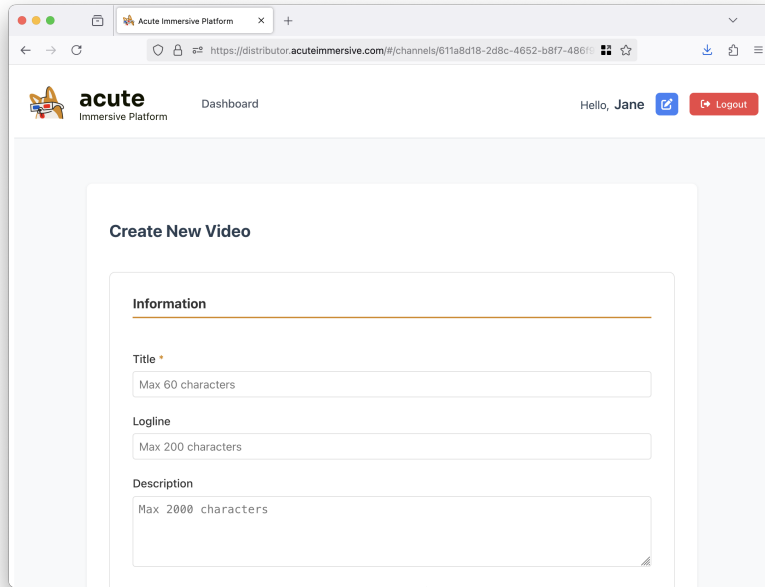 Acute Immersive Platform
https://distributor.acuteimmersive.com/#/channels/611a8d18-2d8c-4652-b8f7-486f9
acute
Immersive Platform
Dashboard
Hello, Jane
Logout
Create New Video
Information
Title *
Max 60 characters
Logline
Max 200 characters
Description
Max 2000 characters